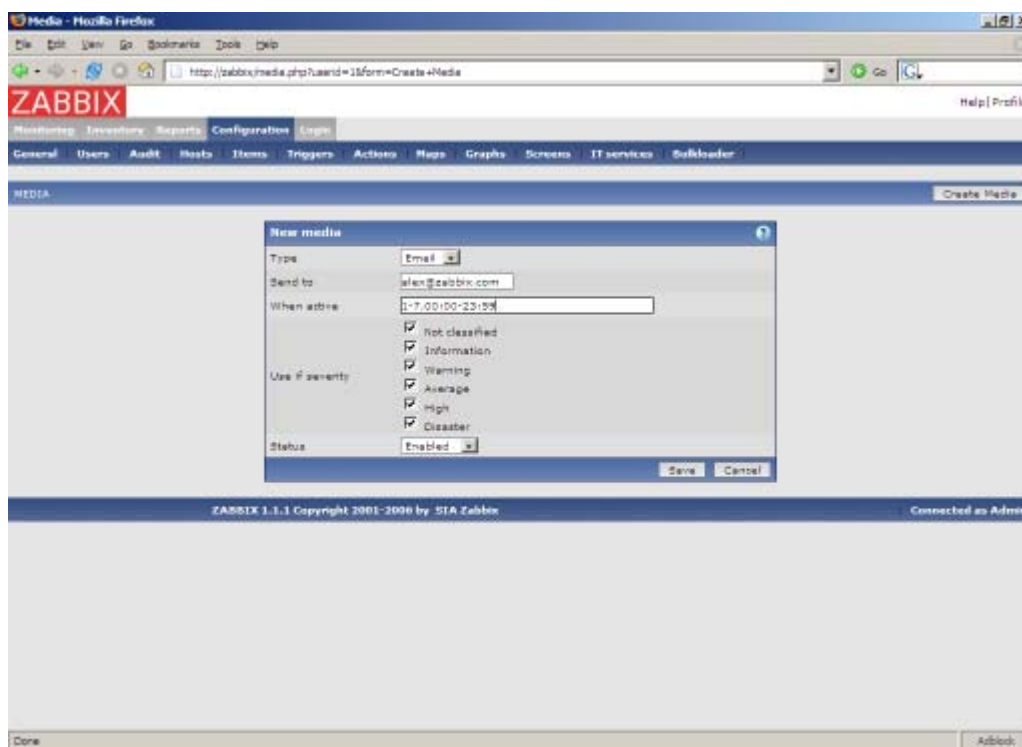 Media - Mozilla Firefox
File Edit View Go Bookmarks Tools Help
http://zabbix/media.php?userid=1&form=Create+Media Go
ZABBIX
Help | Profil
Monitoring Inventory Reports Configuration Login
General Users Audit Hosts Items Triggers Actions Maps Graphs Screens IT services Bulkloader
MEDIA Create Media
New media
Type Email
Send to alex@zabbix.com
When active 1-7,00:00-23:59
Use if severity
Not classified
Information
Warning
Average
High
Disaster
Status Enabled
Save Cancel
ZABBIX 1.1.1 Copyright 2001-2006 by SIA Zabbix Connected as Admi
Done Adblock